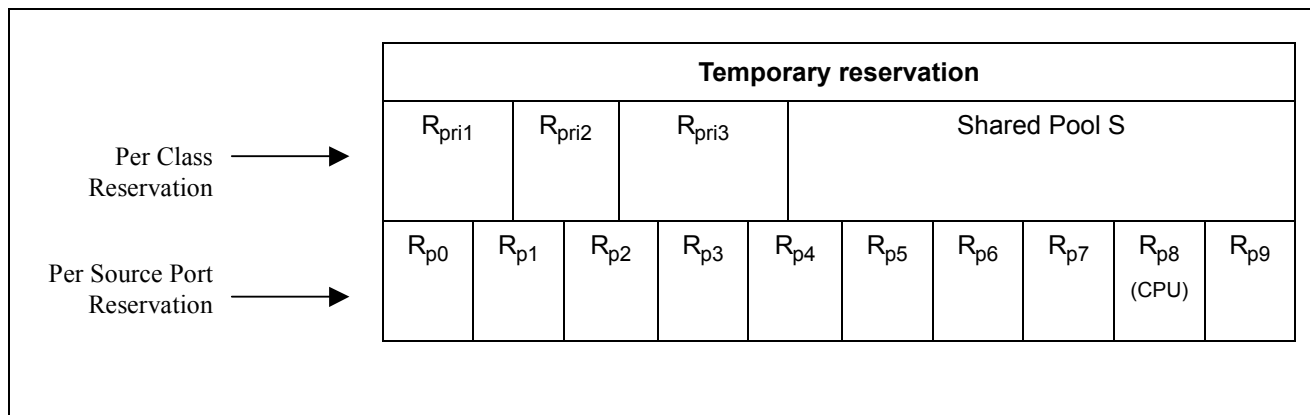 Temporary reservation
Per Class
Reservation
R_pri1 R_pri2 R_pri3 Shared Pool S
Per Source Port
Reservation
R_p0 R_p1 R_p2 R_p3 R_p4 R_p5 R_p6 R_p7 R_p8 R_p9
(CPU)